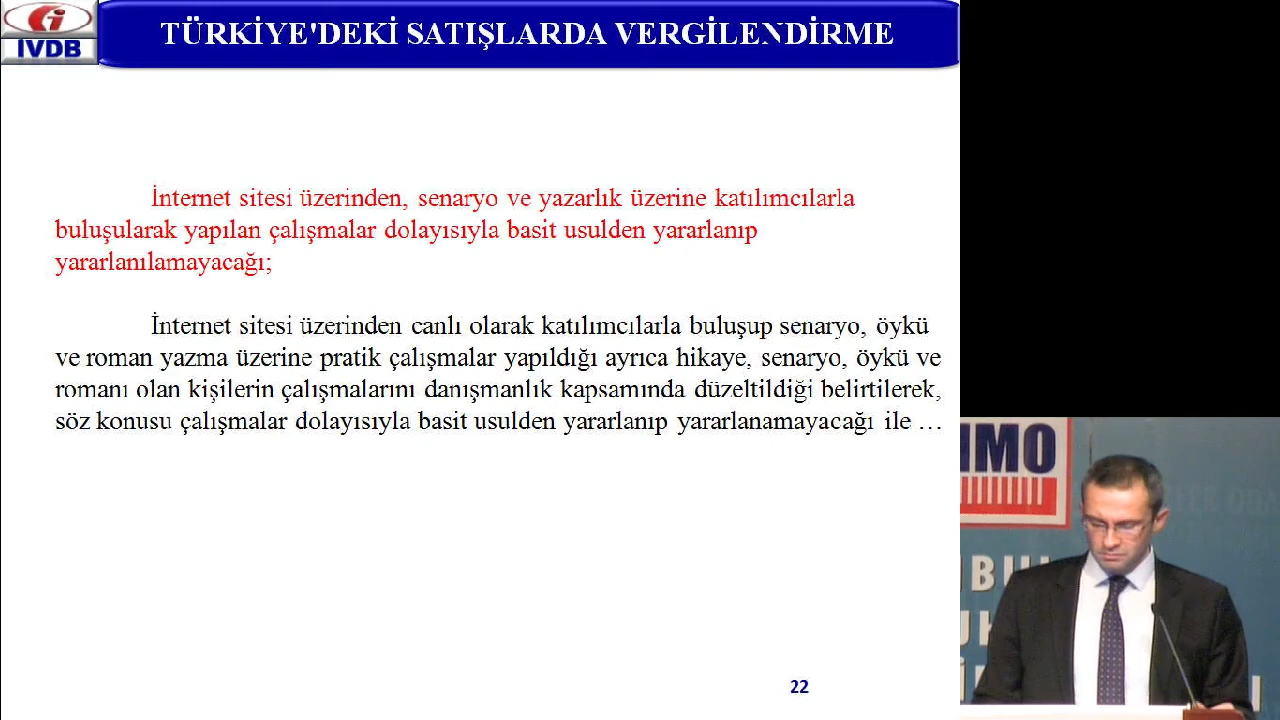 IVDB
TÜRKİYE'DEKİ SATIŞLARDA VERGİLENDİRME
İnternet sitesi üzerinden, senaryo ve yazarlık üzerine katılımcılarla
buluşularak yapılan çalışmalar dolayısıyla basit usulden yararlanıp
yararlanılamayacağı;
İnternet sitesi üzerinden canlı olarak katılımcılarla buluşup senaryo, öykü
ve roman yazma üzerine pratik çalışmalar yapıldığı ayrıca hikaye, senaryo, öykü ve
romanı olan kişilerin çalışmalarını danışmanlık kapsamında düzeltildiği belirtilerek,
söz konusu çalışmalar dolayısıyla basit usulden yararlanıp yararlanamayacağı ile …
22
MMO